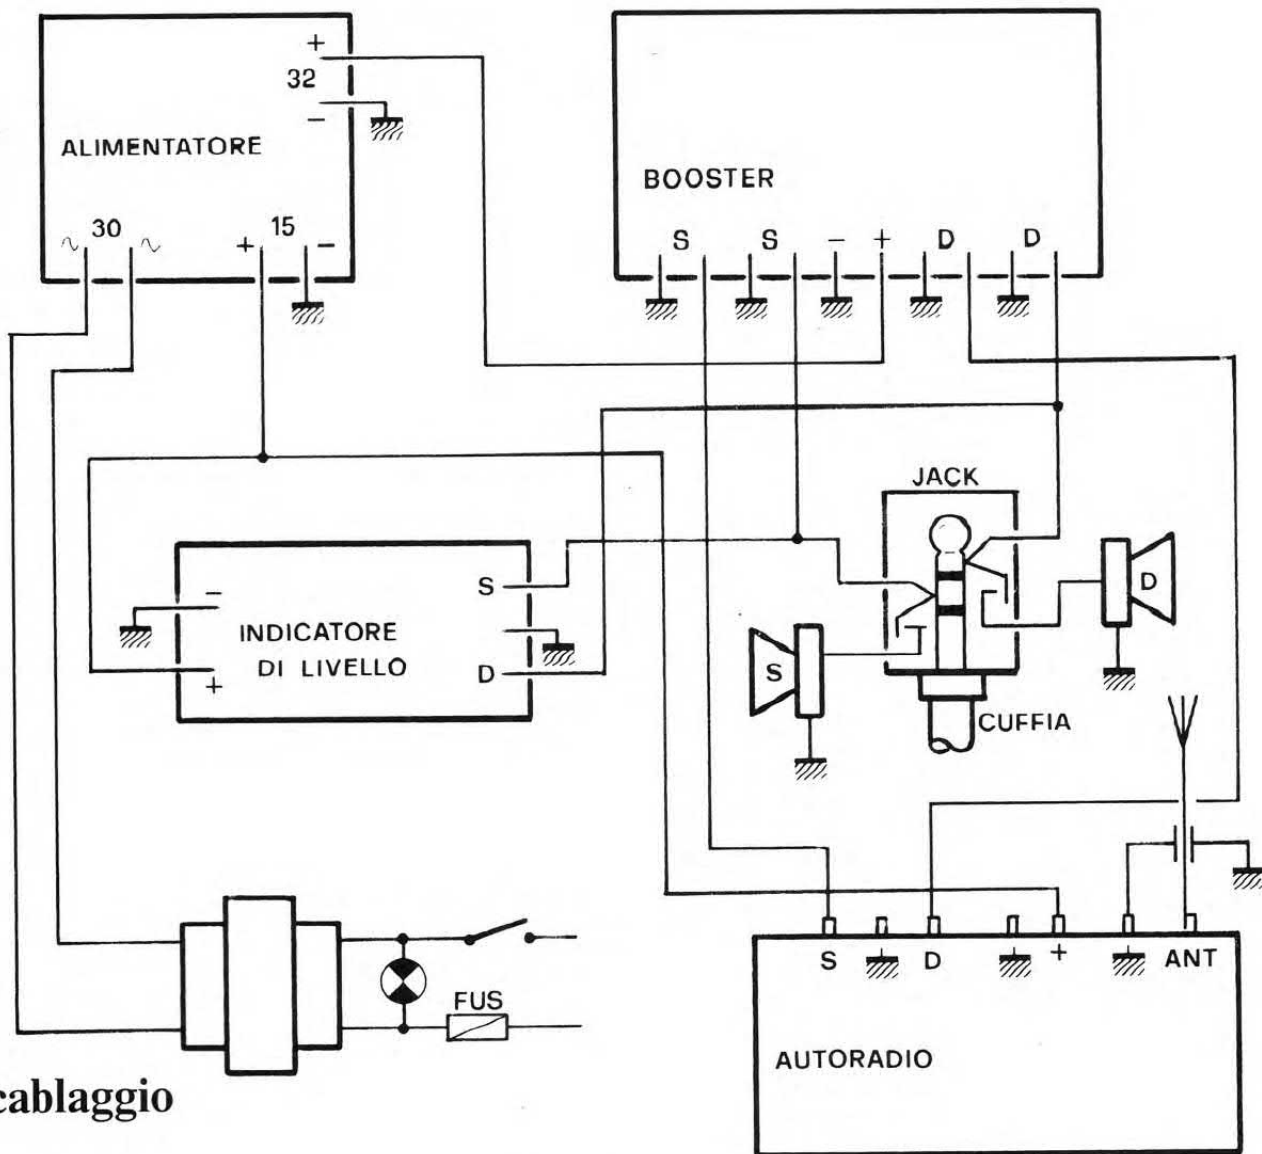 +
32
−
ALIMENTATORE
~ 30 ~ + 15 −
BOOSTER
S S − + D D
JACK
D
− S
INDICATORE
DI LIVELLO
+ D
S
CUFFIA
FUS
S D + ANT
AUTORADIO
cablaggio